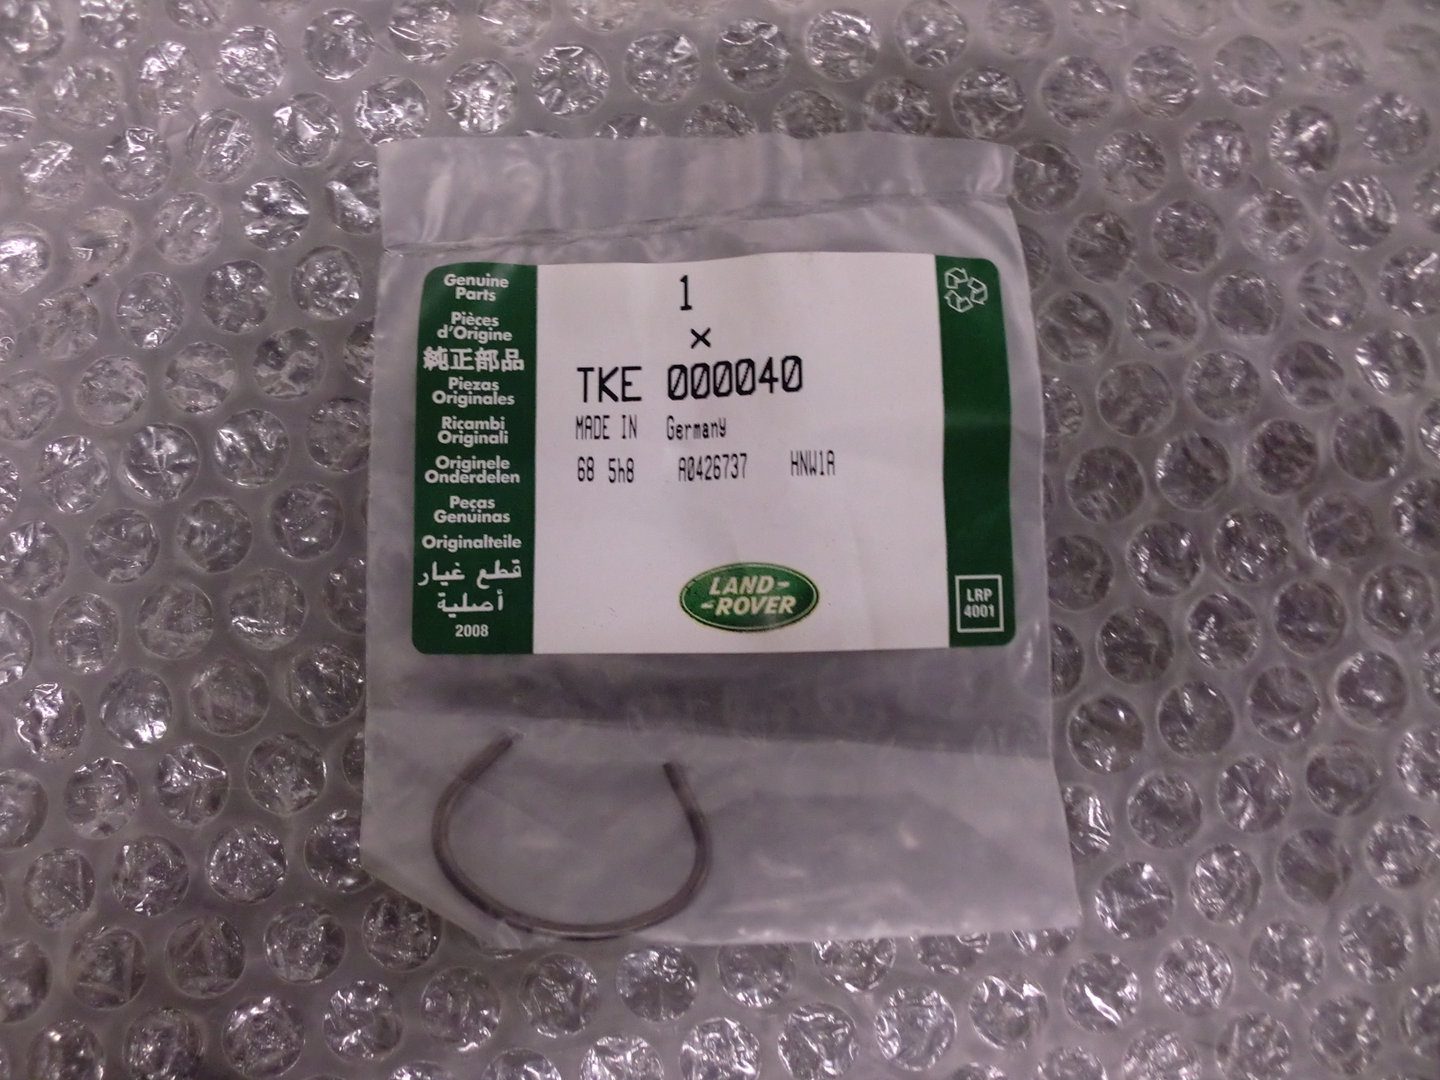 Genuine
Parts
Pièces
d'Origine
純正部品
Piezas
Originales
Ricambi
Originali
Originele
Onderdelen
Peças
Genuinas
Originalteile
قطع غيار
أصلية
2008
1
×
TKE 000040
MADE IN Germany
68 5h8 A0426737 HNW1A
LAND-
-ROVER
LRP
4001